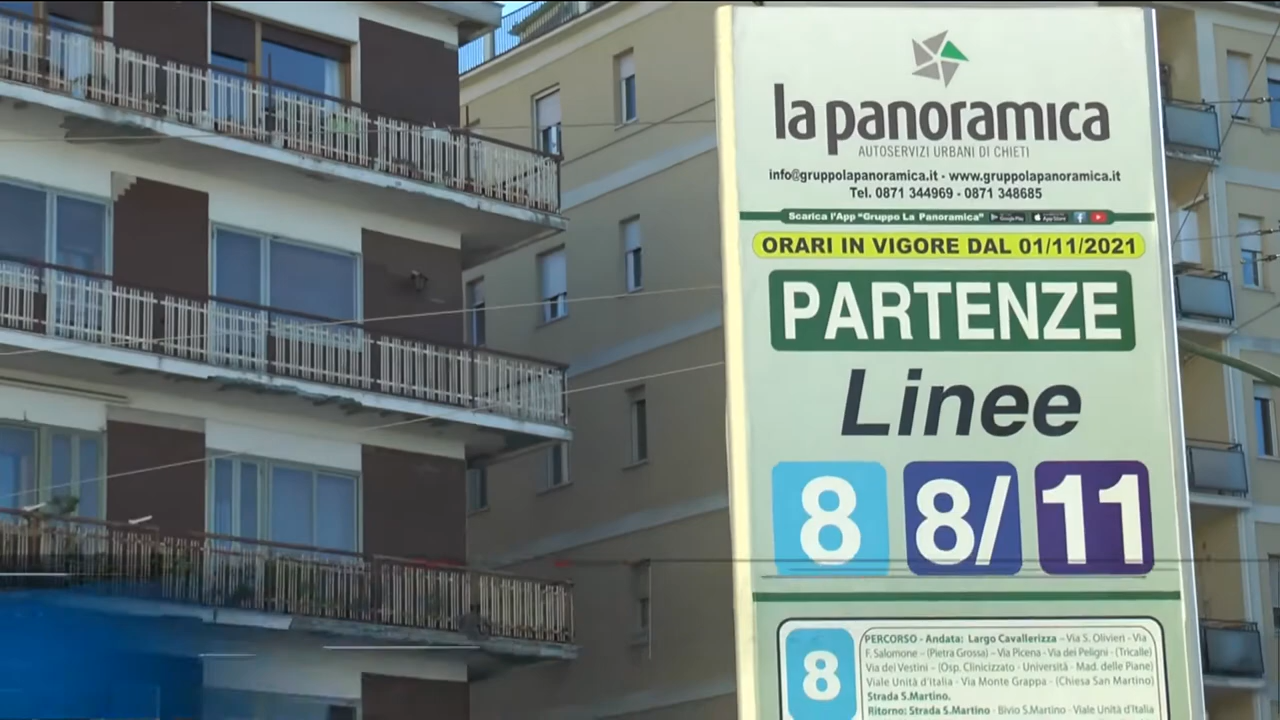 la panoramica
AUTOSERVIZI URBANI DI CHIETI
info@gruppolapanoramica.it - www.gruppolapanoramica.it
Tel. 0871 344969 - 0871 348685
Scarica l'App "Gruppo La Panoramica" Google Play App Store
ORARI IN VIGORE DAL 01/11/2021
PARTENZE
Linee
8 8/ 11
8
PERCORSO - Andata: Largo Cavallerizza - Via S. Olivieri - Via
F. Salomone - (Pietra Grossa) - Via Picena - Via dei Peligni - (Tricalle)
Via dei Vestini - (Osp. Clinicizzato - Università - Mad. delle Piane)
Viale Unità d'Italia - Via Monte Grappa - (Chiesa San Martino)
Strada S.Martino.
Ritorno: Strada S.Martino - Bivio S.Martino - Viale Unità d'Italia